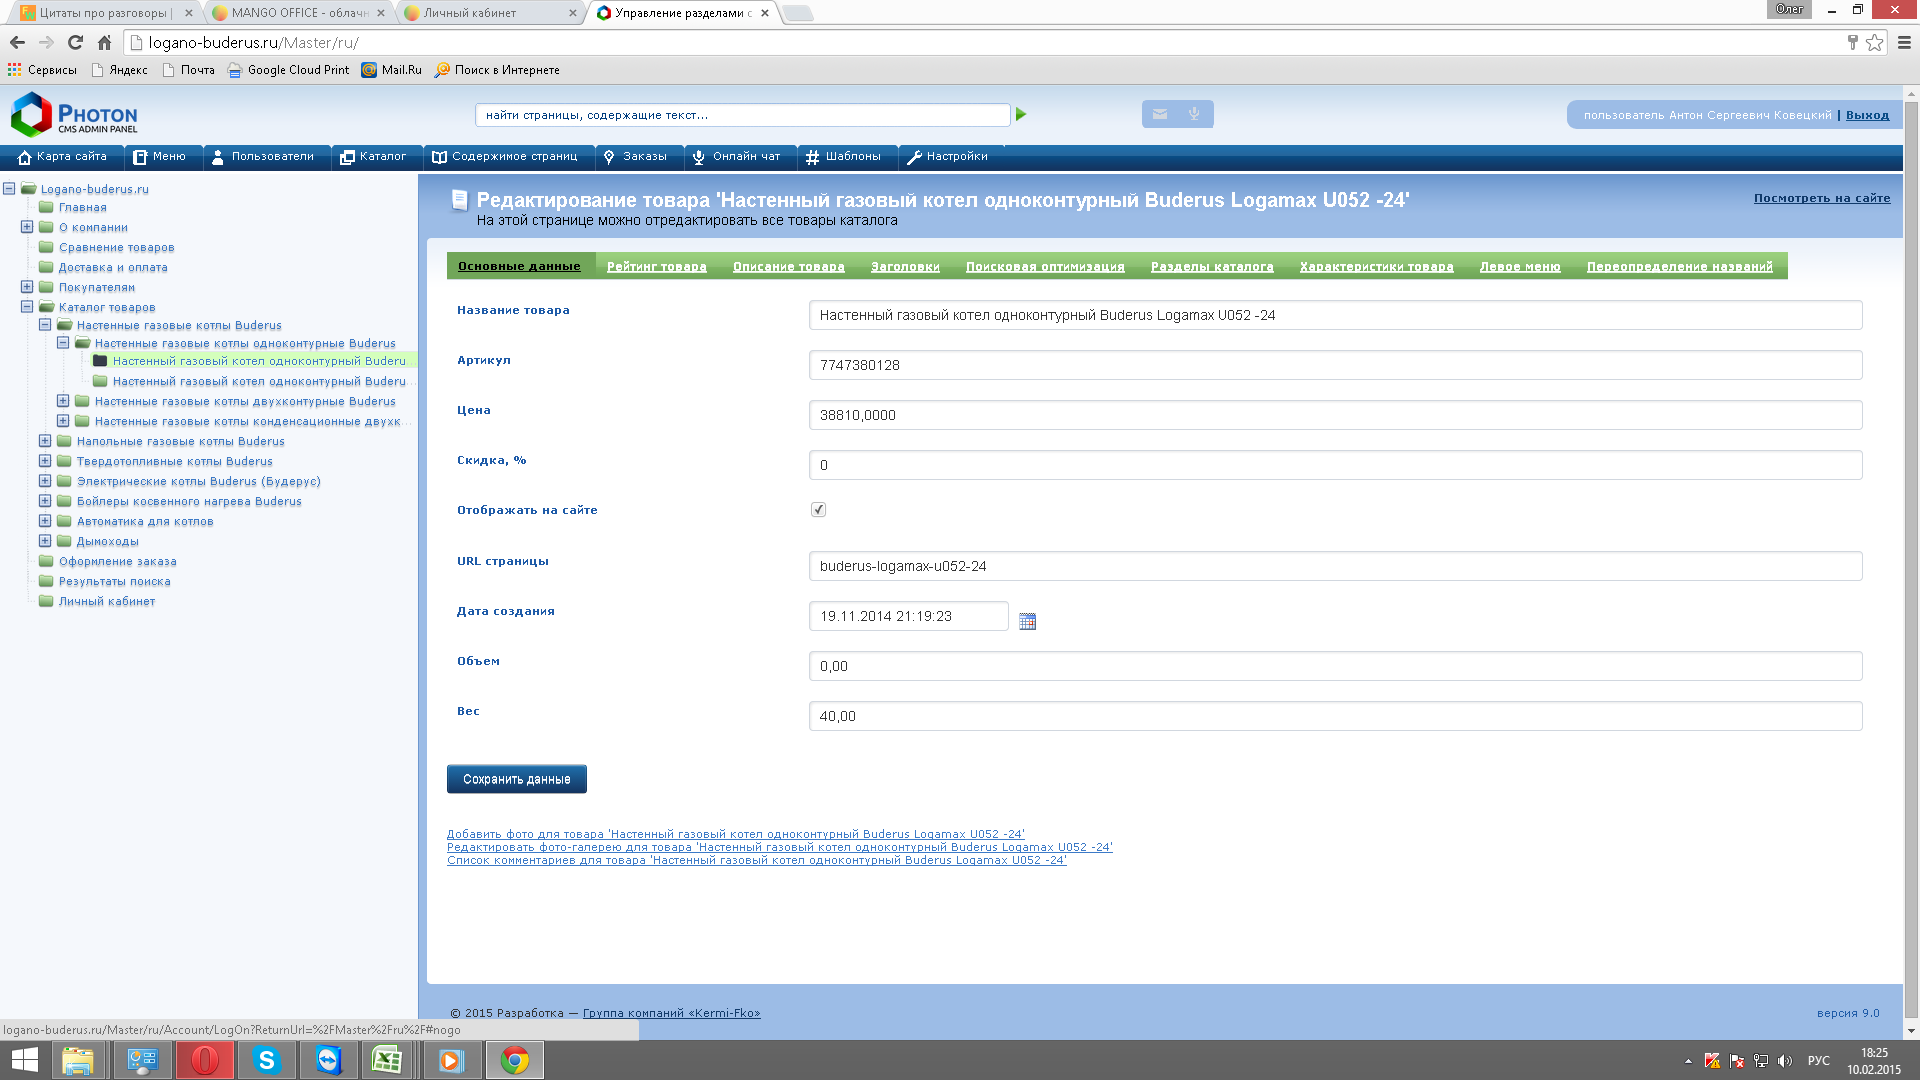 Цитаты про разговоры |
MANGO OFFICE - облачн
Личный кабинет
Управление разделами с
Олег
logano-buderus.ru/Master/ru/
Сервисы
Яндекс
Почта
Google Cloud Print
Mail.Ru
Поиск в Интернете
PHOTON
CMS ADMIN PANEL
найти страницы, содержащие текст...
пользователь Антон Сергеевич Ковецкий | Выход
Карта сайта
Меню
Пользователи
Каталог
Содержимое страниц
Заказы
Онлайн чат
Шаблоны
Настройки
Logano-buderus.ru
Главная
О компании
Сравнение товаров
Доставка и оплата
Покупателям
Каталог товаров
Настенные газовые котлы Buderus
Настенные газовые котлы одноконтурные Buderus
Настенный газовый котел одноконтурный Buderu...
Настенный газовый котел одноконтурный Buderu...
Настенные газовые котлы двухконтурные Buderus
Настенные газовые котлы конденсационные двухк...
Напольные газовые котлы Buderus
Твердотопливные котлы Buderus
Электрические котлы Buderus (Будерус)
Бойлеры косвенного нагрева Buderus
Автоматика для котлов
Дымоходы
Оформление заказа
Результаты поиска
Личный кабинет
Редактирование товара 'Настенный газовый котел одноконтурный Buderus Logamax U052 -24'
На этой странице можно отредактировать все товары каталога
Посмотреть на сайте
Основные данные
Рейтинг товара
Описание товара
Заголовки
Поисковая оптимизация
Разделы каталога
Характеристики товара
Левое меню
Переопределение названий
Название товара
Настенный газовый котел одноконтурный Buderus Logamax U052 -24
Артикул
7747380128
Цена
38810,0000
Скидка, %
0
Отображать на сайте
URL страницы
buderus-logamax-u052-24
Дата создания
19.11.2014 21:19:23
Объем
0,00
Вес
40,00
Сохранить данные
Добавить фото для товара 'Настенный газовый котел одноконтурный Buderus Logamax U052 -24'
Редактировать фото-галерею для товара 'Настенный газовый котел одноконтурный Buderus Logamax U052 -24'
Список комментариев для товара 'Настенный газовый котел одноконтурный Buderus Logamax U052 -24'
© 2015 Разработка — Группа компаний «Kermi-Fko»
версия 9.0
logano-buderus.ru/Master/ru/Account/LogOn?ReturnUrl=%2FMaster%2Fru%2F#nogo
РУС
18:25
10.02.2015